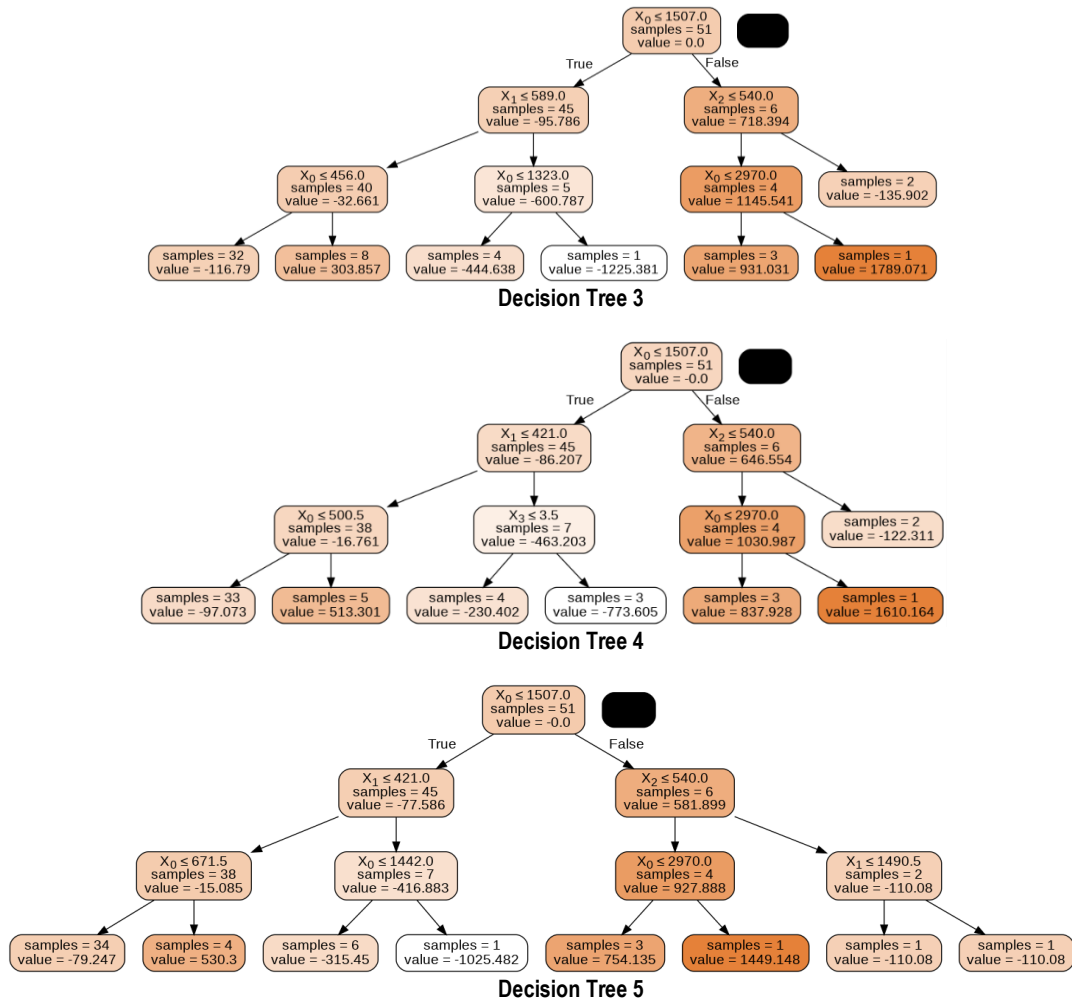 X0 ≤ 1507.0
samples = 51
value = 0.0
True
False
X1 ≤ 589.0
samples = 45
value = -95.786
X2 ≤ 540.0
samples = 6
value = 718.394
X0 ≤ 456.0
samples = 40
value = -32.661
X0 ≤ 1323.0
samples = 5
value = -600.787
X0 ≤ 2970.0
samples = 4
value = 1145.541
samples = 2
value = -135.902
samples = 32
value = -116.79
samples = 8
value = 303.857
samples = 4
value = -444.638
samples = 1
value = -1225.381
samples = 3
value = 931.031
samples = 1
value = 1789.071
Decision Tree 3
X0 ≤ 1507.0
samples = 51
value = -0.0
True
False
X1 ≤ 421.0
samples = 45
value = -86.207
X2 ≤ 540.0
samples = 6
value = 646.554
X0 ≤ 500.5
samples = 38
value = -16.761
X3 ≤ 3.5
samples = 7
value = -463.203
X0 ≤ 2970.0
samples = 4
value = 1030.987
samples = 2
value = -122.311
samples = 33
value = -97.073
samples = 5
value = 513.301
samples = 4
value = -230.402
samples = 3
value = -773.605
samples = 3
value = 837.928
samples = 1
value = 1610.164
Decision Tree 4
X0 ≤ 1507.0
samples = 51
value = -0.0
True
False
X1 ≤ 421.0
samples = 45
value = -77.586
X2 ≤ 540.0
samples = 6
value = 581.899
X0 ≤ 671.5
samples = 38
value = -15.085
X0 ≤ 1442.0
samples = 7
value = -416.883
X0 ≤ 2970.0
samples = 4
value = 927.888
X1 ≤ 1490.5
samples = 2
value = -110.08
samples = 34
value = -79.247
samples = 4
value = 530.3
samples = 6
value = -315.45
samples = 1
value = -1025.482
samples = 3
value = 754.135
samples = 1
value = 1449.148
samples = 1
value = -110.08
samples = 1
value = -110.08
Decision Tree 5